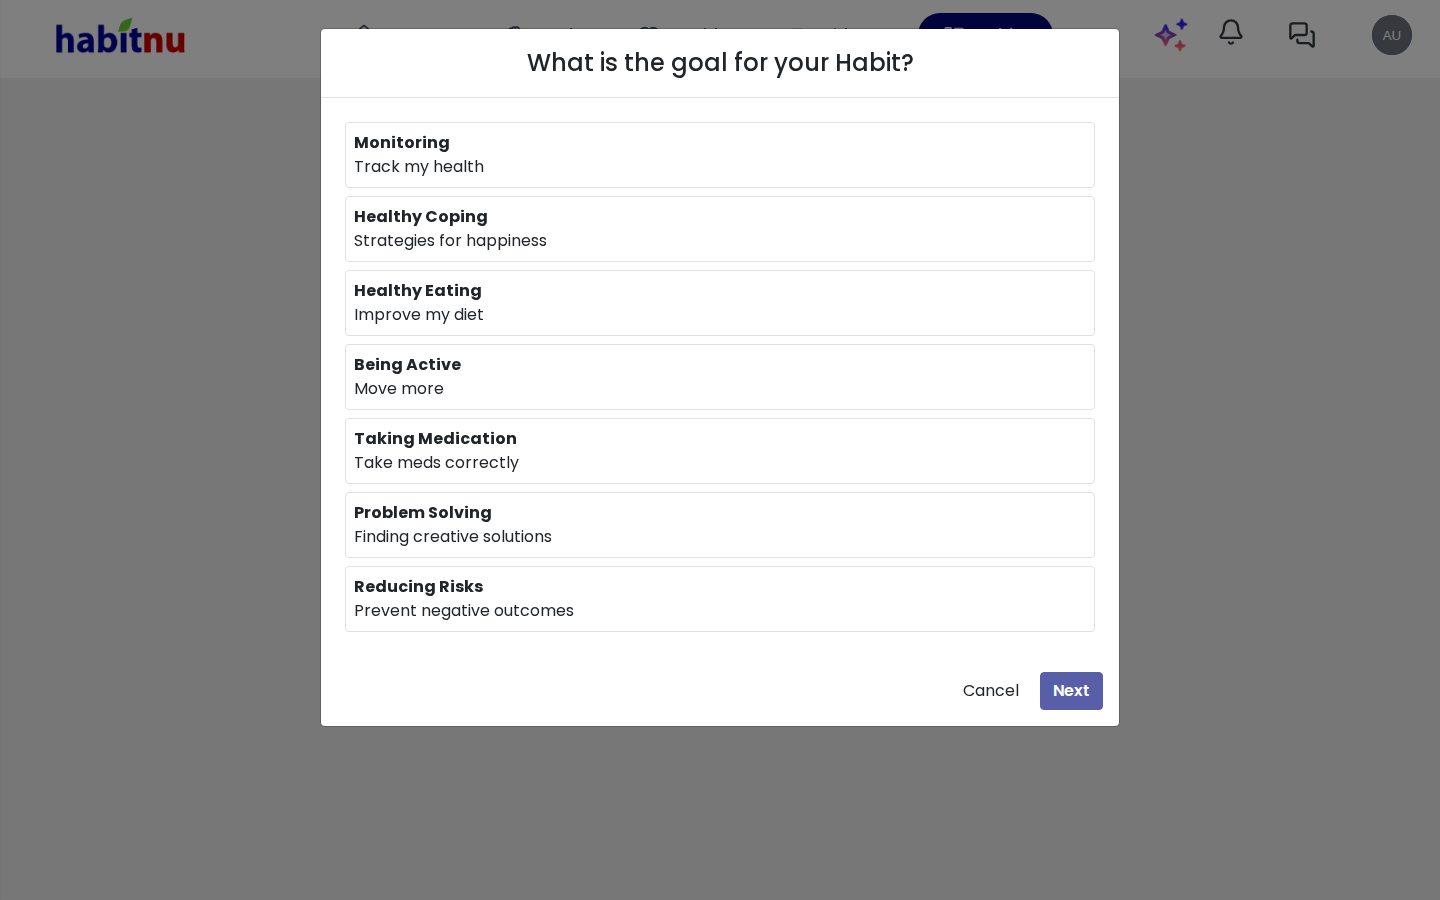 habitnu
AU
What is the goal for your Habit?
Monitoring
Track my health
Healthy Coping
Strategies for happiness
Healthy Eating
Improve my diet
Being Active
Move more
Taking Medication
Take meds correctly
Problem Solving
Finding creative solutions
Reducing Risks
Prevent negative outcomes
Cancel
Next